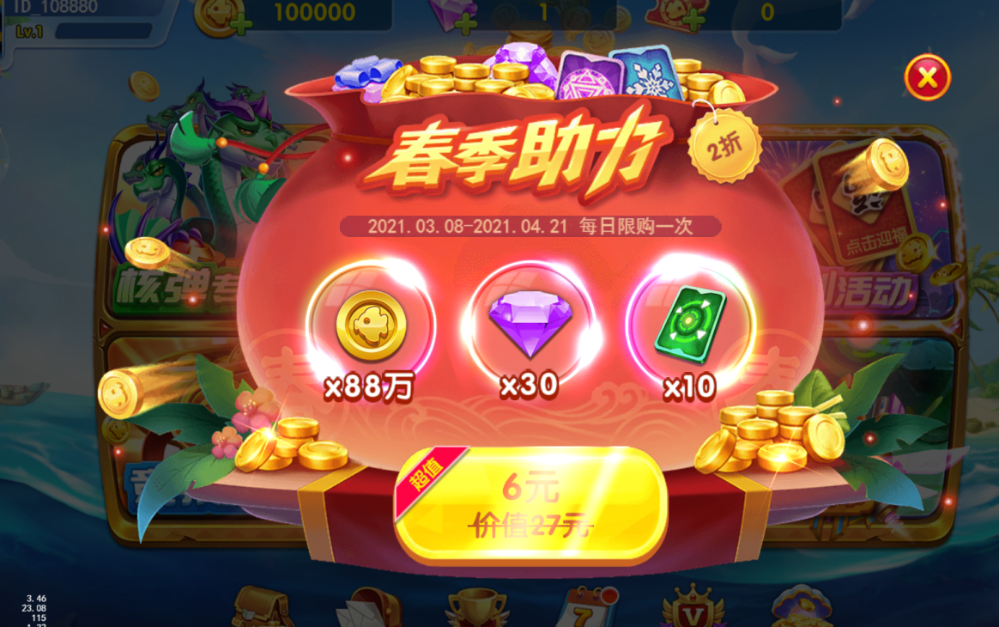 ID_108880
Lv.1
100000
1
0
春季助力
2折
2021.03.08-2021.04.21 每日限购一次
点击迎福
核弹
活动
x88万
x30
x10
超值
6元
价值27元
7
V
3.46
23.08
115